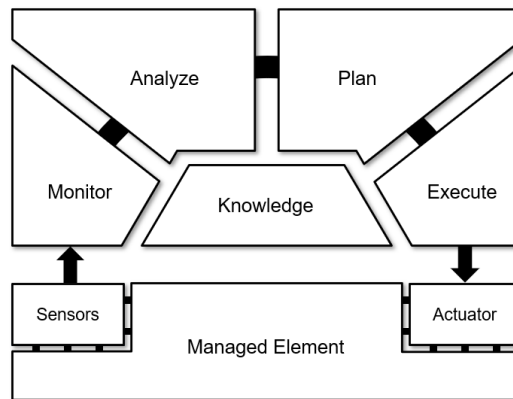 Analyze
Plan
Monitor
Knowledge
Execute
Sensors
Managed Element
Actuator